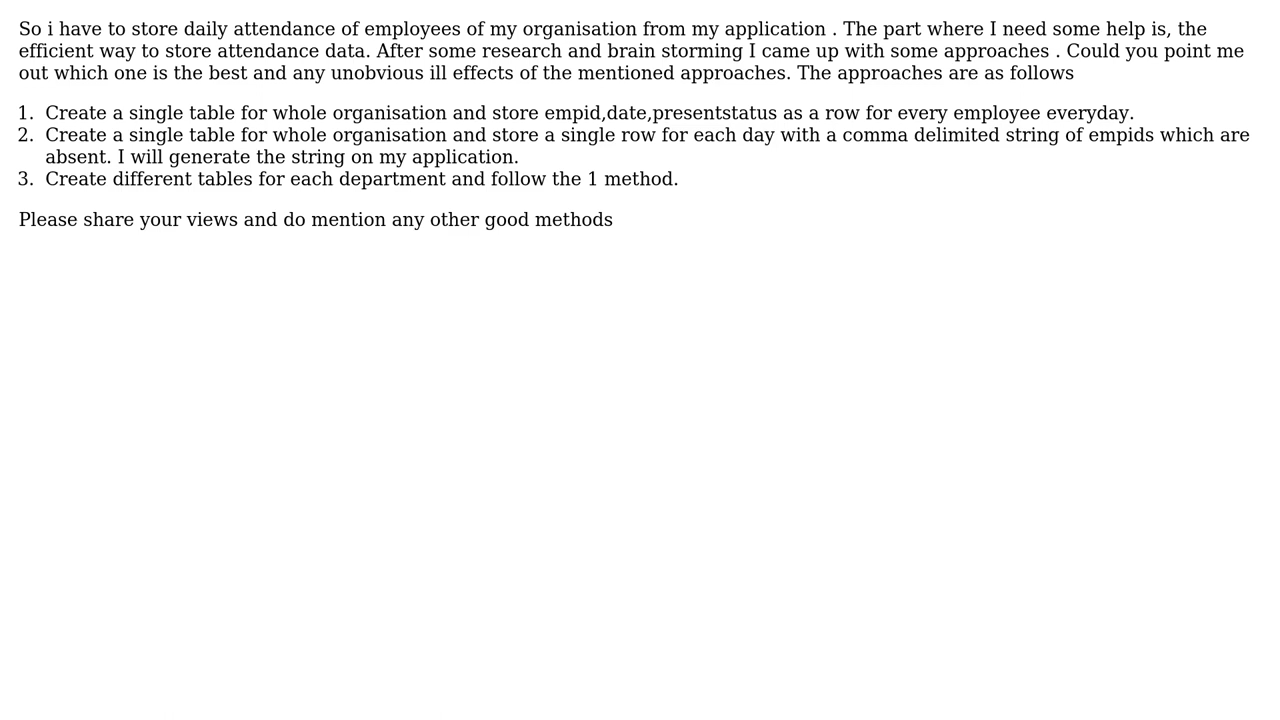 So i have to store daily attendance of employees of my organisation from my application . The part where I need some help is, the
efficient way to store attendance data. After some research and brain storming I came up with some approaches . Could you point me
out which one is the best and any unobvious ill effects of the mentioned approaches. The approaches are as follows
1. Create a single table for whole organisation and store empid,date,presentstatus as a row for every employee everyday.
2. Create a single table for whole organisation and store a single row for each day with a comma delimited string of empids which are
absent. I will generate the string on my application.
3. Create different tables for each department and follow the 1 method.
Please share your views and do mention any other good methods